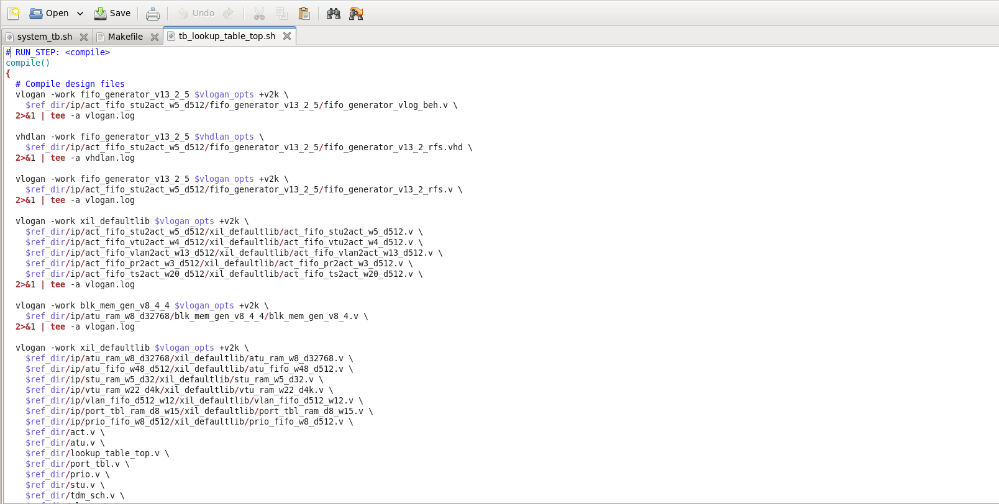 Open Save Undo
system_tb.sh Makefile tb_lookup_table_top.sh
# RUN_STEP: <compile>
compile()
{
  # Compile design files
  vlogan -work fifo_generator_v13_2_5 $vlogan_opts +v2k \
    $ref_dir/ip/act_fifo_stu2act_w5_d512/fifo_generator_v13_2_5/fifo_generator_vlog_beh.v \
  2>&1 | tee -a vlogan.log

  vhdlan -work fifo_generator_v13_2_5 $vhdlan_opts \
    $ref_dir/ip/act_fifo_stu2act_w5_d512/fifo_generator_v13_2_5/fifo_generator_v13_2_rfs.vhd \
  2>&1 | tee -a vhdlan.log

  vlogan -work fifo_generator_v13_2_5 $vlogan_opts +v2k \
    $ref_dir/ip/act_fifo_stu2act_w5_d512/fifo_generator_v13_2_5/fifo_generator_v13_2_rfs.v \
  2>&1 | tee -a vlogan.log

  vlogan -work xil_defaultlib $vlogan_opts +v2k \
    $ref_dir/ip/act_fifo_stu2act_w5_d512/xil_defaultlib/act_fifo_stu2act_w5_d512.v \
    $ref_dir/ip/act_fifo_vtu2act_w4_d512/xil_defaultlib/act_fifo_vtu2act_w4_d512.v \
    $ref_dir/ip/act_fifo_vlan2act_w13_d512/xil_defaultlib/act_fifo_vlan2act_w13_d512.v \
    $ref_dir/ip/act_fifo_pr2act_w3_d512/xil_defaultlib/act_fifo_pr2act_w3_d512.v \
    $ref_dir/ip/act_fifo_ts2act_w20_d512/xil_defaultlib/act_fifo_ts2act_w20_d512.v \
  2>&1 | tee -a vlogan.log

  vlogan -work blk_mem_gen_v8_4_4 $vlogan_opts +v2k \
    $ref_dir/ip/atu_ram_w8_d32768/blk_mem_gen_v8_4_4/blk_mem_gen_v8_4.v \
  2>&1 | tee -a vlogan.log

  vlogan -work xil_defaultlib $vlogan_opts +v2k \
    $ref_dir/ip/atu_ram_w8_d32768/xil_defaultlib/atu_ram_w8_d32768.v \
    $ref_dir/ip/atu_fifo_w48_d512/xil_defaultlib/atu_fifo_w48_d512.v \
    $ref_dir/ip/stu_ram_w5_d32/xil_defaultlib/stu_ram_w5_d32.v \
    $ref_dir/ip/vtu_ram_w22_d4k/xil_defaultlib/vtu_ram_w22_d4k.v \
    $ref_dir/ip/vlan_fifo_d512_w12/xil_defaultlib/vlan_fifo_d512_w12.v \
    $ref_dir/ip/port_tbl_ram_d8_w15/xil_defaultlib/port_tbl_ram_d8_w15.v \
    $ref_dir/ip/prio_fifo_w8_d512/xil_defaultlib/prio_fifo_w8_d512.v \
    $ref_dir/act.v \
    $ref_dir/atu.v \
    $ref_dir/lookup_table_top.v \
    $ref_dir/port_tbl.v \
    $ref_dir/prio.v \
    $ref_dir/stu.v \
    $ref_dir/tdm_sch.v \